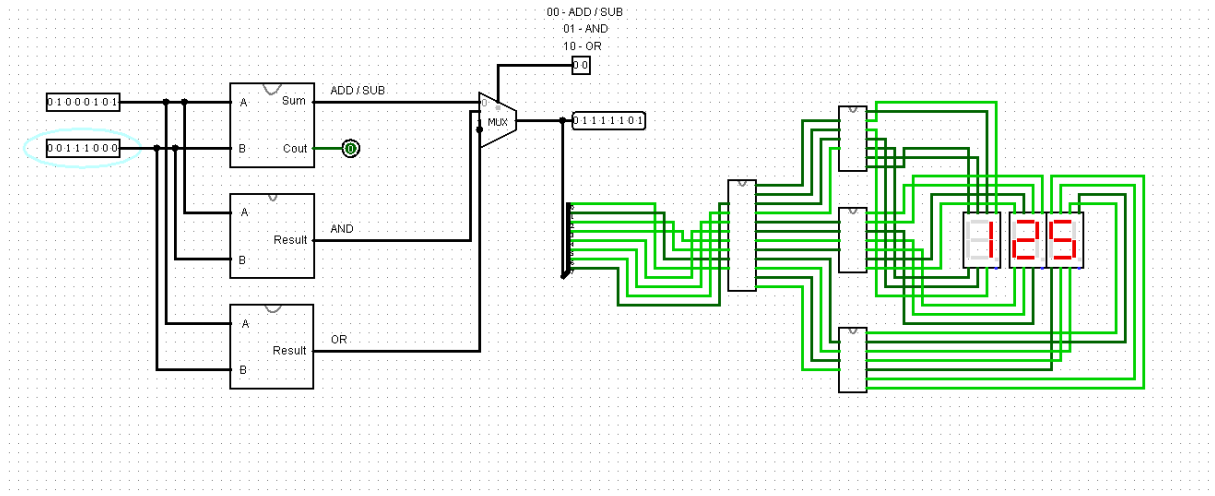 00 - ADD / SUB
01 - AND
10 - OR
0 0
0 1 0 0 0 1 0 1
A
Sum
ADD / SUB
0
MUX
0 1 1 1 1 1 0 1
0 0 1 1 1 0 0 0
B
Cout
0
A
Result
AND
B
A
Result
OR
B
125